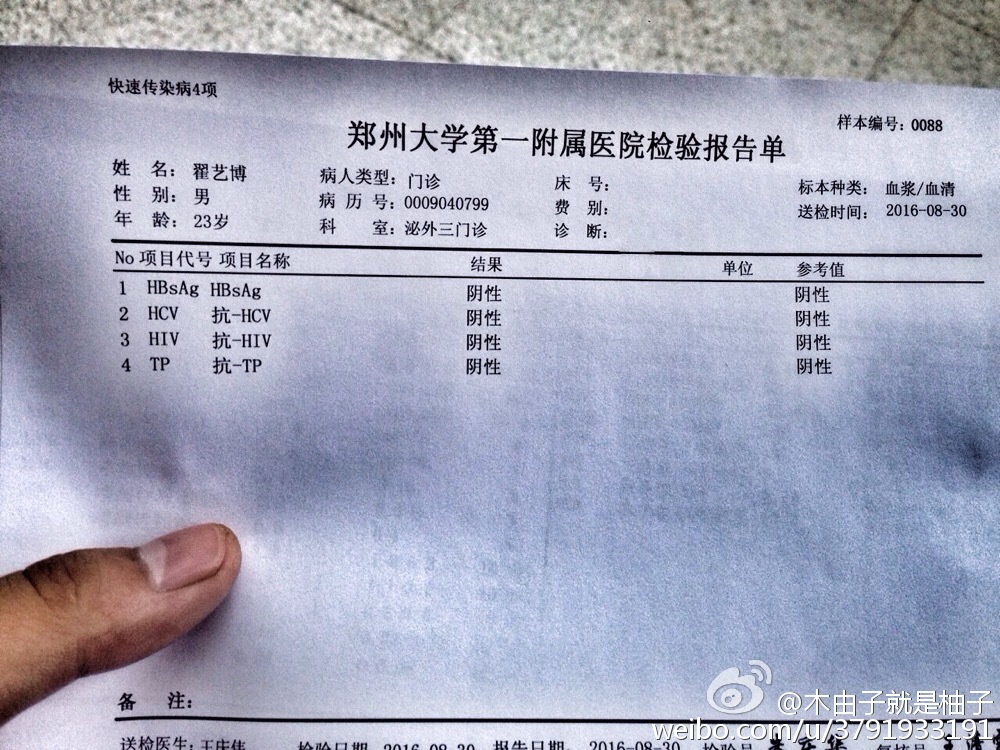 快速传染病4项
样本编号：0088
郑州大学第一附属医院检验报告单
姓 名：翟艺博 病人类型：门诊 床 号： 标本种类：血浆/血清
性 别：男 病 历 号：0009040799 费 别： 送检时间：2016-08-30
年 龄：23岁 科 室：泌外三门诊 诊 断：
No 项目代号 项目名称 结果 单位 参考值
1 HBsAg HBsAg 阴性 阴性
2 HCV 抗-HCV 阴性 阴性
3 HIV 抗-HIV 阴性 阴性
4 TP 抗-TP 阴性 阴性
备 注：
@木由子就是柚子
weibo.com/u/3791933191
送检医生：王庆伟 检验日期 2016-08-30 报告日期 2016-08-30 检验员